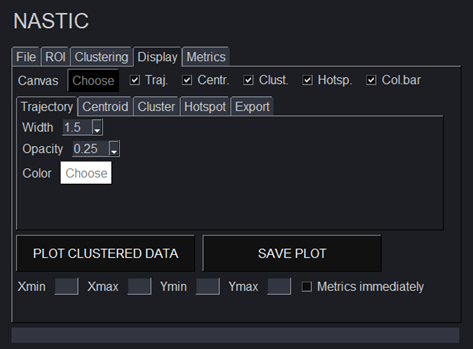 NASTIC
File ROI Clustering Display Metrics
Canvas Choose Traj. Centr. Clust. Hotsp. Col.bar
Trajectory Centroid Cluster Hotspot Export
Width 1.5
Opacity 0.25
Color Choose
PLOT CLUSTERED DATA SAVE PLOT
Xmin Xmax Ymin Ymax Metrics immediately